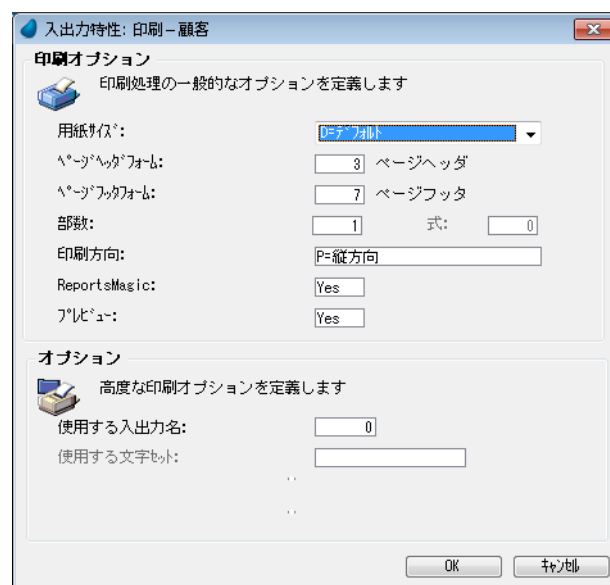 入出力特性: 印刷 – 顧客
印刷オプション
印刷処理の一般的なオプションを定義します
用紙ｻｲｽﾞ: D=ﾃﾞﾌｫﾙﾄ
ﾍﾟｰｼﾞﾍｯﾀﾞﾌｫｰﾑ: 3 ページヘッダ
ﾍﾟｰｼﾞﾌｯﾀﾌｫｰﾑ: 7 ページフッタ
部数: 1 式: 0
印刷方向: P=縦方向
ReportsMagic: Yes
ﾌﾟﾚﾋﾞｭｰ: Yes
オプション
高度な印刷オプションを定義します
使用する入出力名: 0
使用する文字ｾｯﾄ:
OK ｷｬﾝｾﾙ